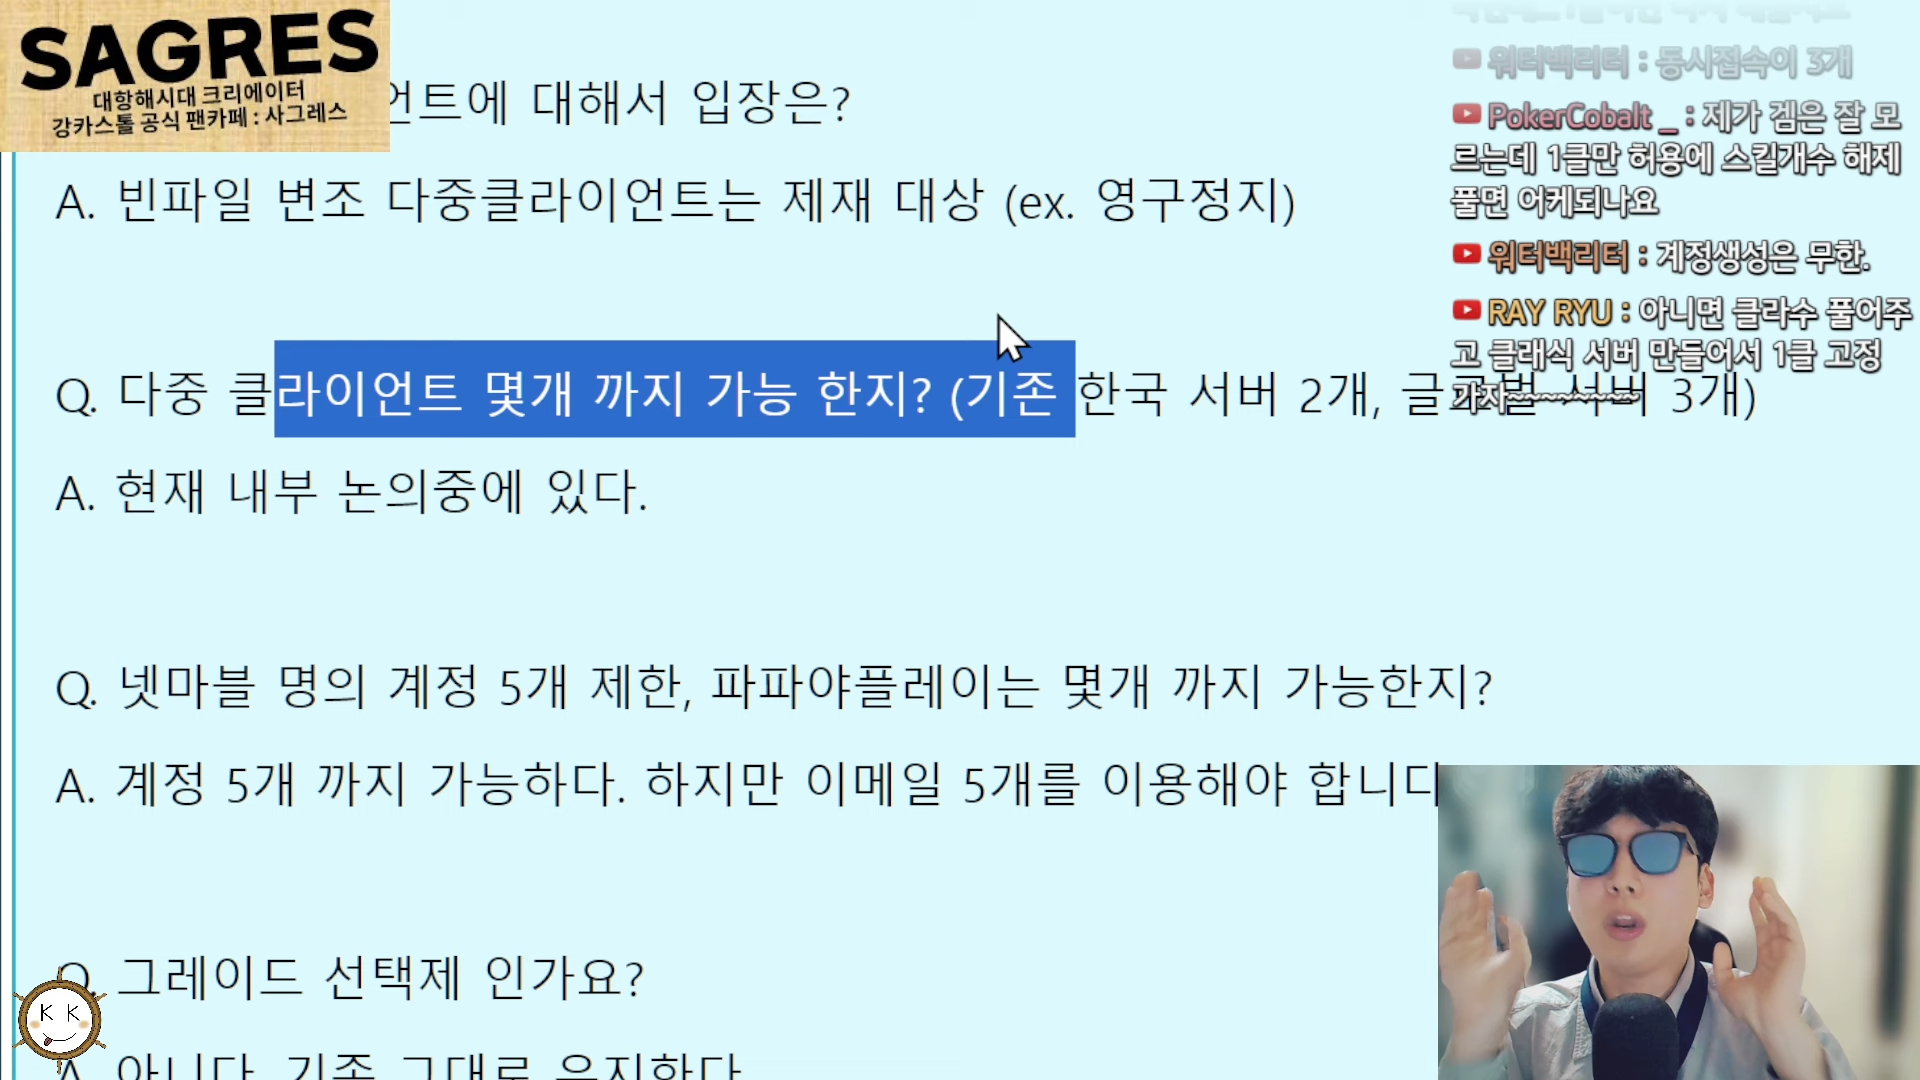 SAGRES
대항해시대 크리에이터
강카스톨 공식 팬카페 : 사그레스
언트에 대해서 입장은?
A. 빈파일 변조 다중클라이언트는 제재 대상 (ex. 영구정지)
Q. 다중 클라이언트 몇개 까지 가능 한지? (기존 한국 서버 2개, 글로벌 서버 3개)
A. 현재 내부 논의중에 있다.
Q. 넷마블 명의 계정 5개 제한, 파파야플레이는 몇개 까지 가능한지?
A. 계정 5개 까지 가능하다. 하지만 이메일 5개를 이용해야 합니다
Q. 그레이드 선택제 인가요?
A. 아니다. 기존 그대로 유지한다
워터백리터 : 동시접속이 3개
PokerCobalt _ : 제가 겜은 잘 모
르는데 1클만 허용에 스킬개수 해제
풀면 어케되나요
워터백리터 : 계정생성은 무한.
RAY RYU : 아니면 클라수 풀어주
고 클래식 서버 만들어서 1클 고정
가자~~~~~~~~
K K